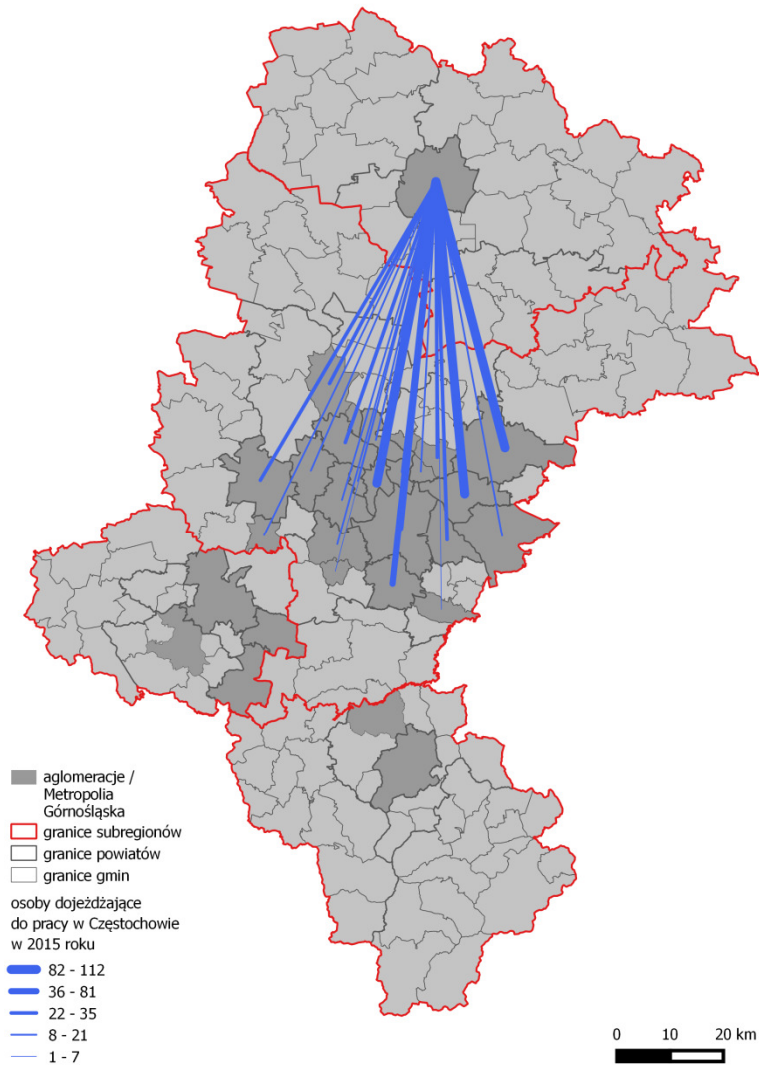 aglomeracje /
Metropolia
Górnośląska
granice subregionów
granice powiatów
granice gmin
osoby dojeżdżające
do pracy w Częstochowie
w 2015 roku
82 - 112
36 - 81
22 - 35
8 - 21
1 - 7
0 10 20 km